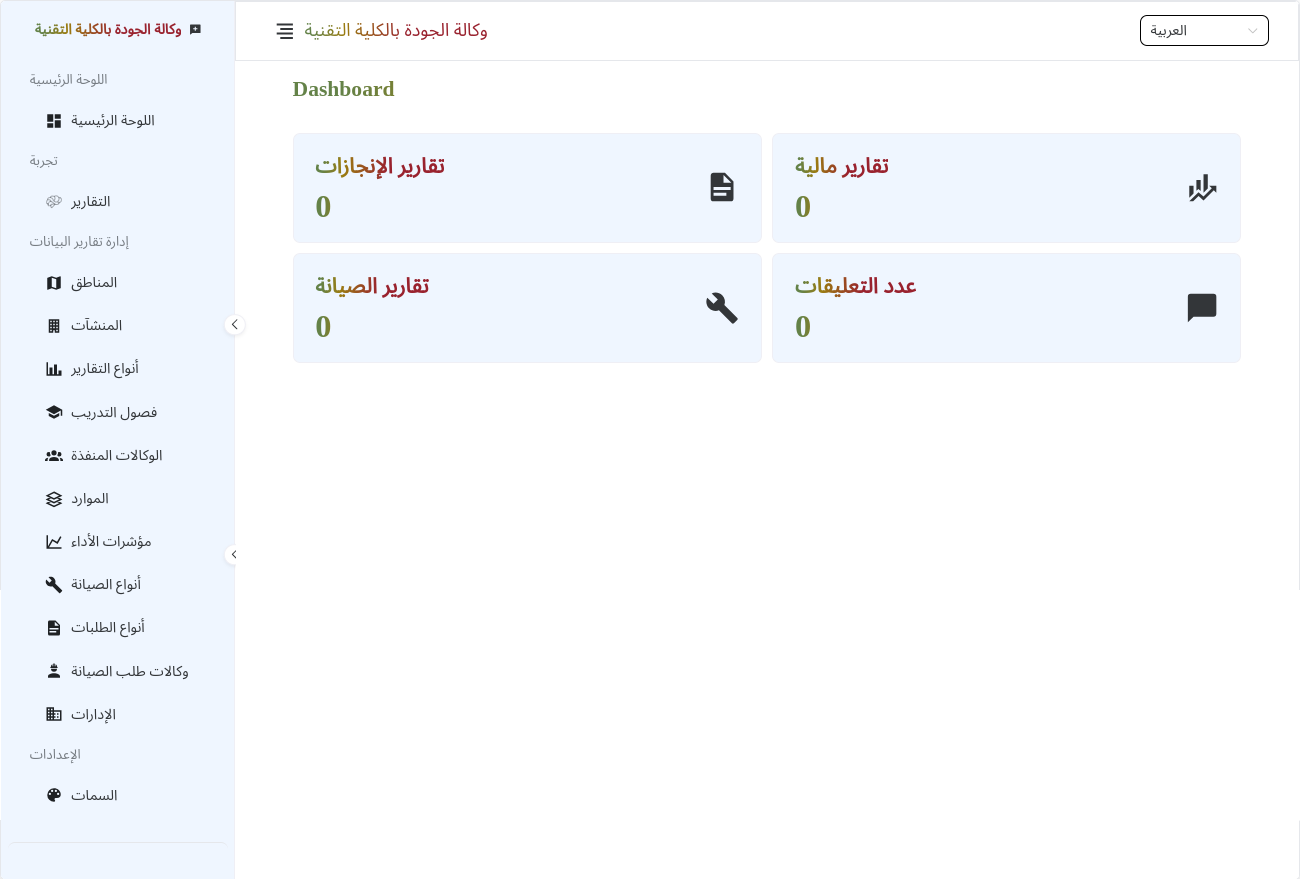 وكالة الجودة بالكلية التقنية
اللوحة الرئيسية
اللوحة الرئيسية
تجربة
التقارير
إدارة تقارير البيانات
المناطق
المنشآت
أنواع التقارير
فصول التدريب
الوكالات المنفذة
الموارد
مؤشرات الأداء
أنواع الصيانة
أنواع الطلبات
وكالات طلب الصيانة
الإدارات
الإعدادات
السمات
وكالة الجودة بالكلية التقنية
العربية
Dashboard
تقارير الإنجازات
0
تقارير مالية
0
تقارير الصيانة
0
عدد التعليقات
0